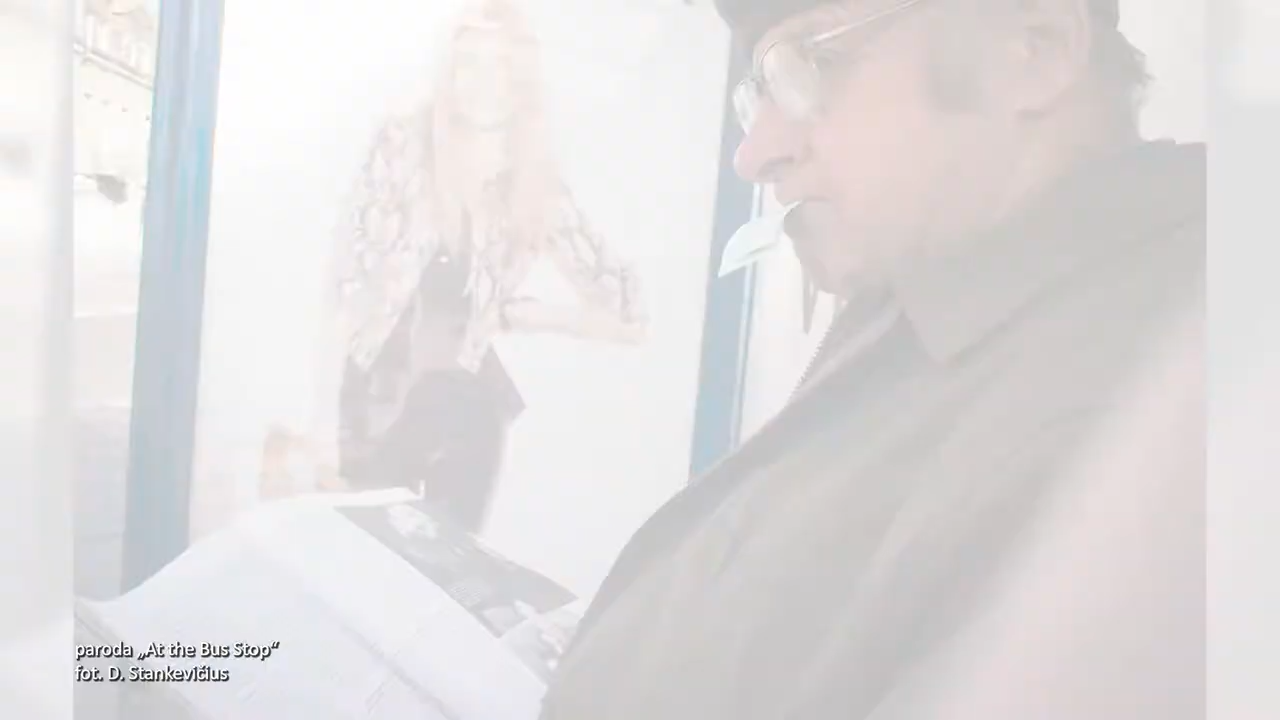 paroda „At the Bus Stop“
fot. D. Stankevičius